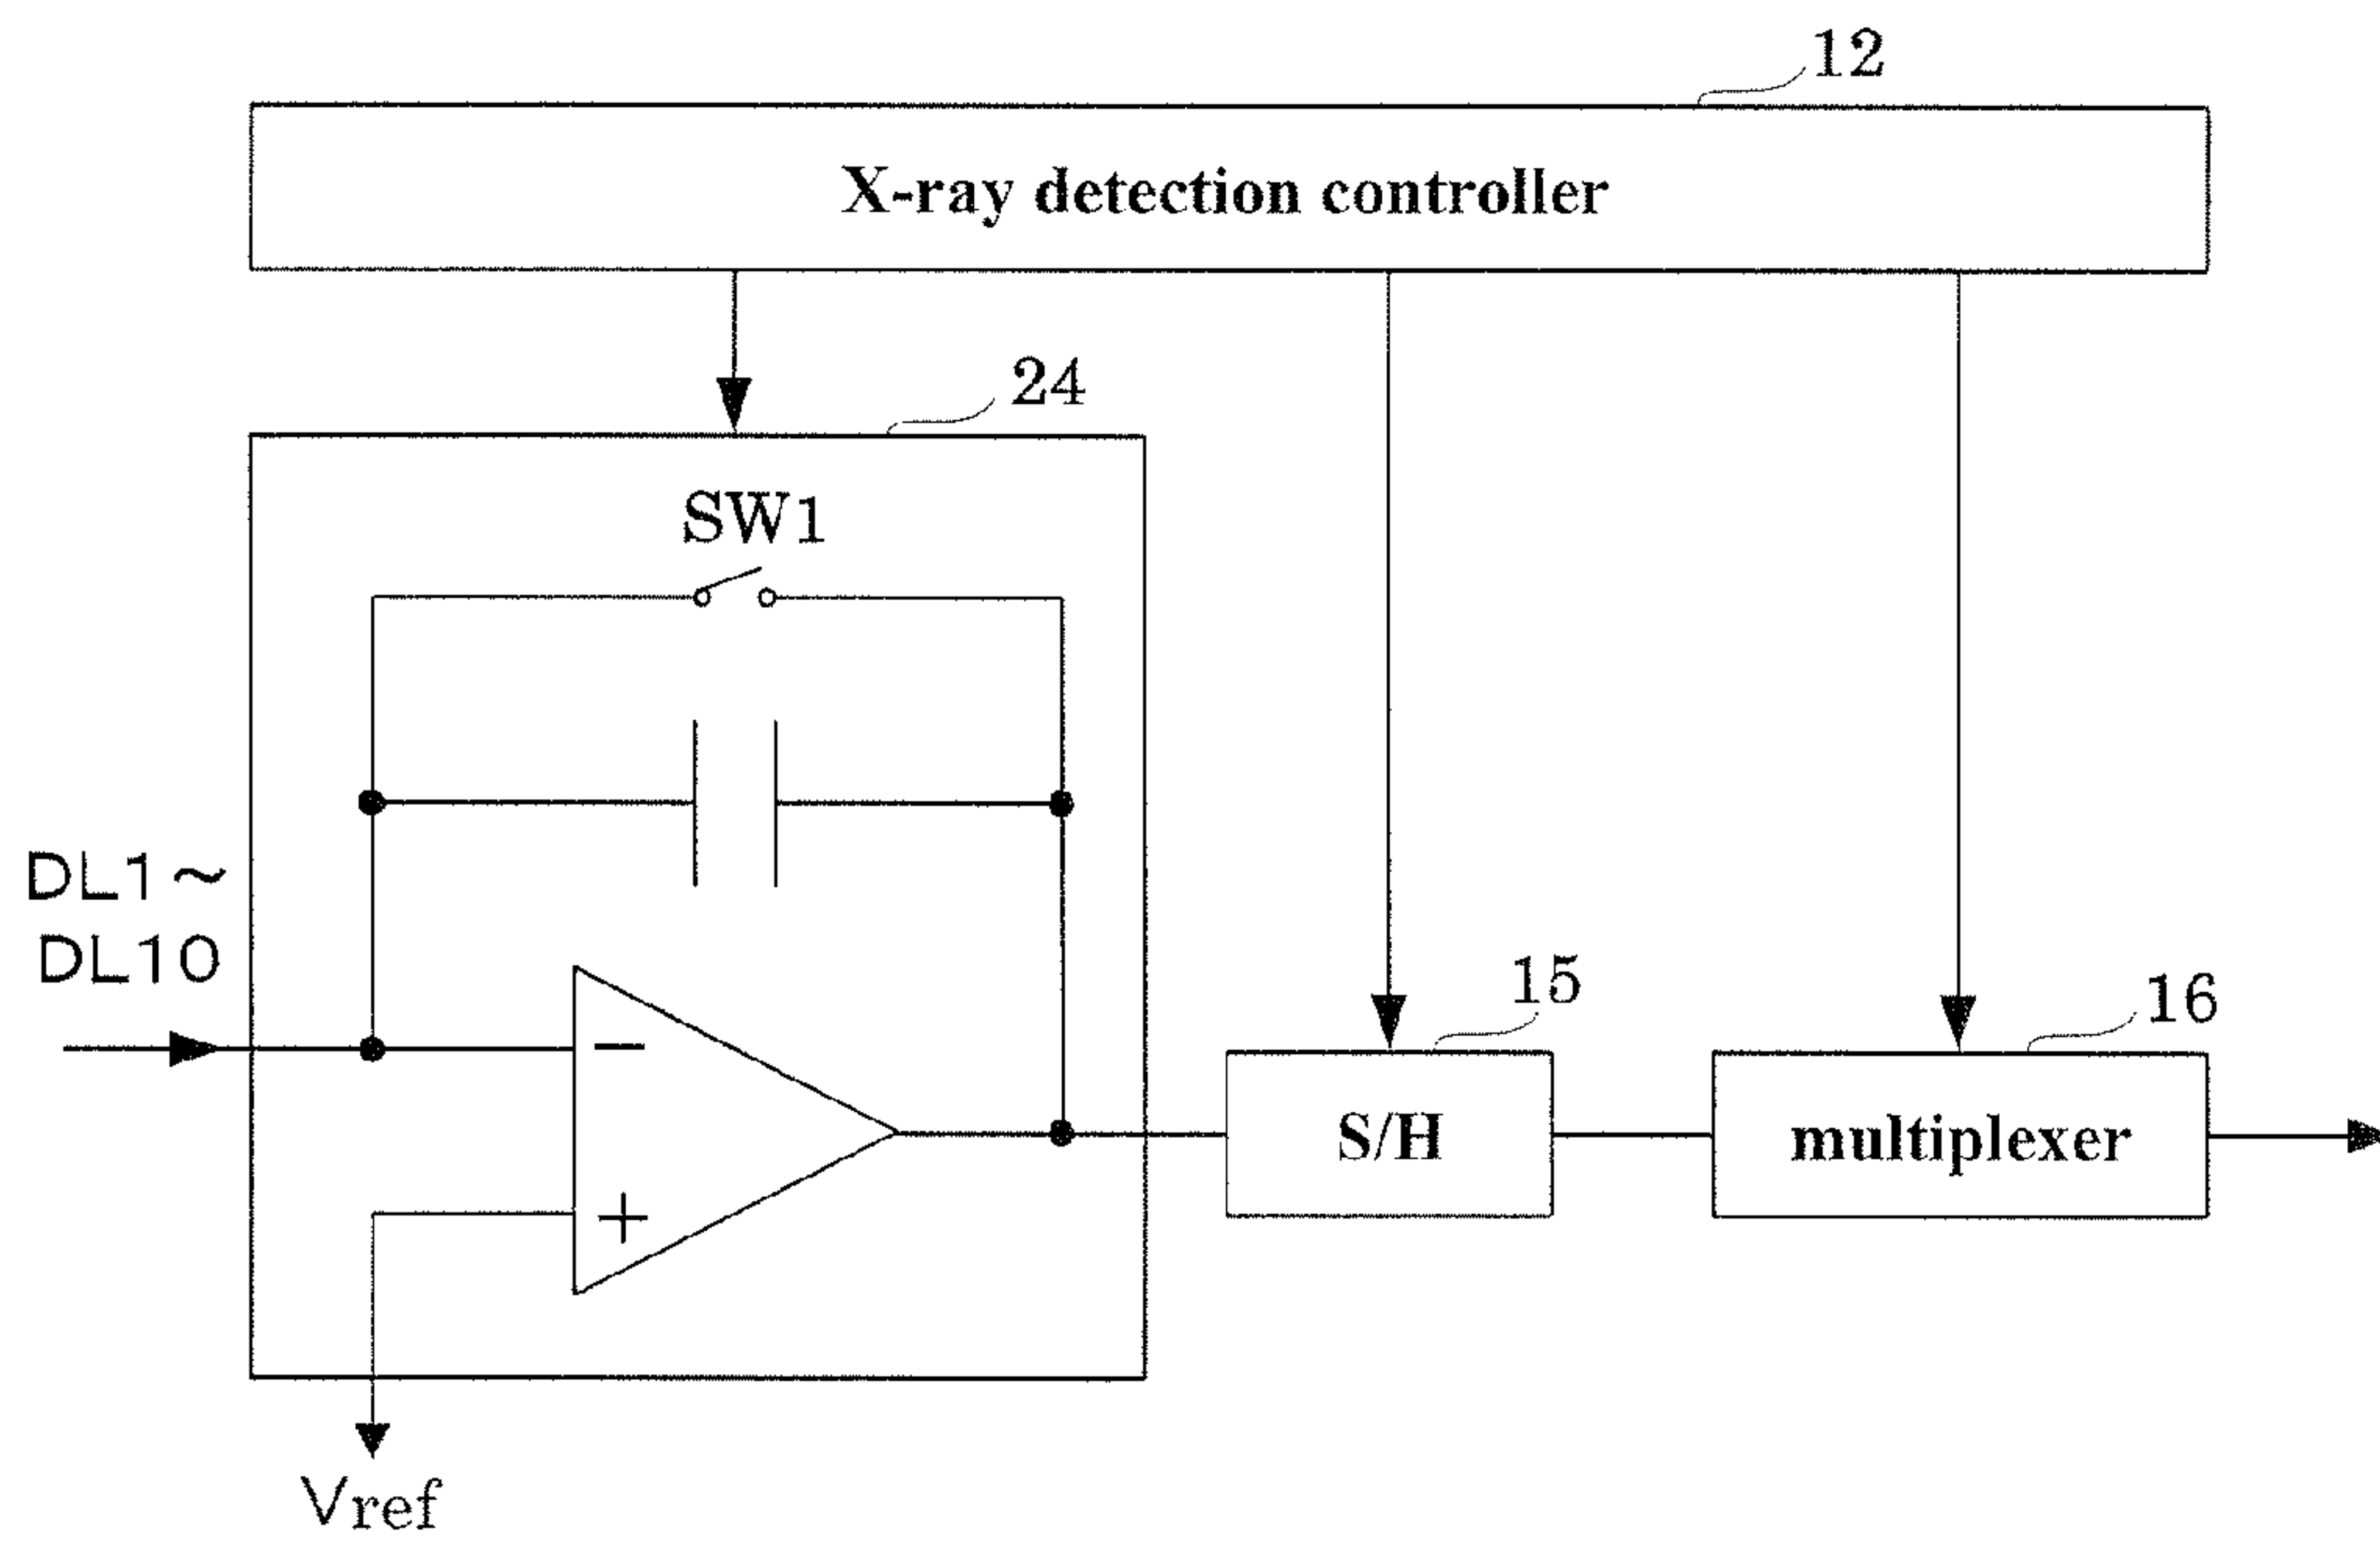 12
X-ray detection controller
24
SW1
DL1~
DL10
−
+
15
16
S/H
multiplexer
Vref